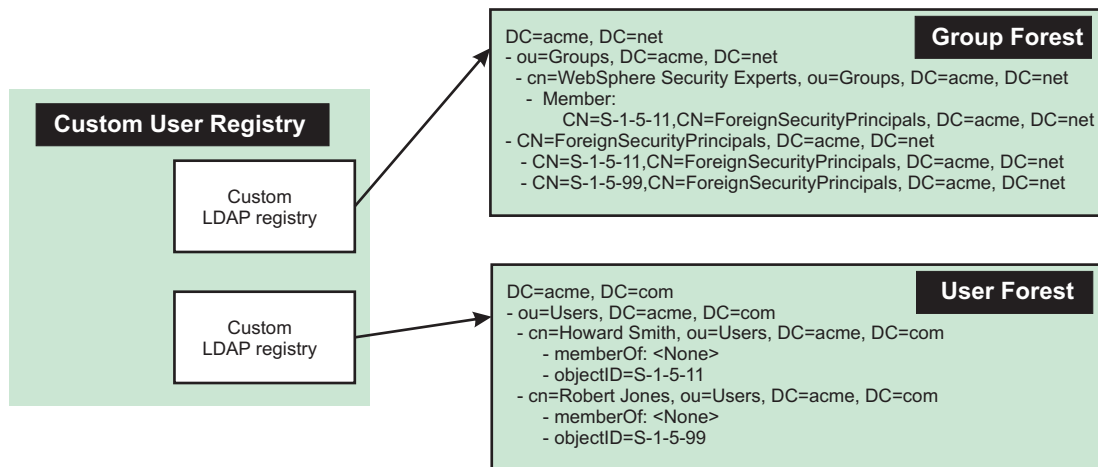 Custom User Registry
Custom
LDAP registry
Custom
LDAP registry
Group Forest
DC=acme, DC=net
- ou=Groups, DC=acme, DC=net
- cn=WebSphere Security Experts, ou=Groups, DC=acme, DC=net
- Member:
CN=S-1-5-11,CN=ForeignSecurityPrincipals, DC=acme, DC=net
- CN=ForeignSecurityPrincipals, DC=acme, DC=net
- CN=S-1-5-11,CN=ForeignSecurityPrincipals, DC=acme, DC=net
- CN=S-1-5-99,CN=ForeignSecurityPrincipals, DC=acme, DC=net
User Forest
DC=acme, DC=com
- ou=Users, DC=acme, DC=com
- cn=Howard Smith, ou=Users, DC=acme, DC=com
- memberOf: <None>
- objectID=S-1-5-11
- cn=Robert Jones, ou=Users, DC=acme, DC=com
- memberOf: <None>
- objectID=S-1-5-99